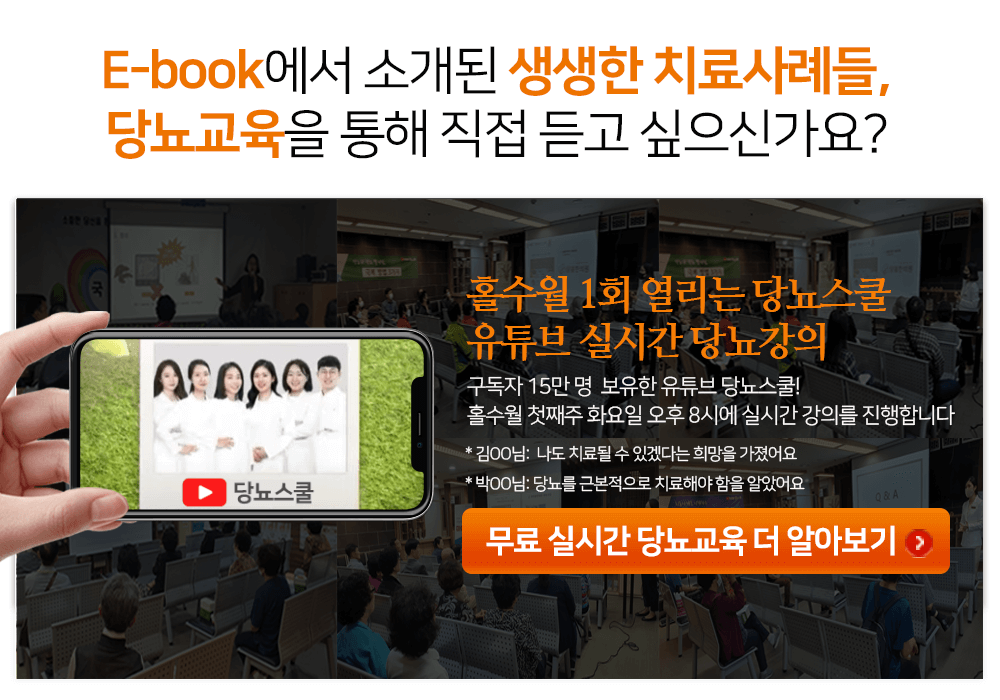 E-book에서 소개된 생생한 치료사례들,
당뇨교육을 통해 직접 듣고 싶으신가요?
홀수월 1회 열리는 당뇨스쿨
유튜브 실시간 당뇨강의
구독자 15만 명 보유한 유튜브 당뇨스쿨!
홀수월 첫째주 화요일 오후 8시에 실시간 강의를 진행합니다
* 김OO님: 나도 치료될 수 있겠다는 희망을 가졌어요
* 박OO님: 당뇨를 근본적으로 치료해야 함을 알았어요
당뇨스쿨
무료 실시간 당뇨교육 더 알아보기
Q & A
국